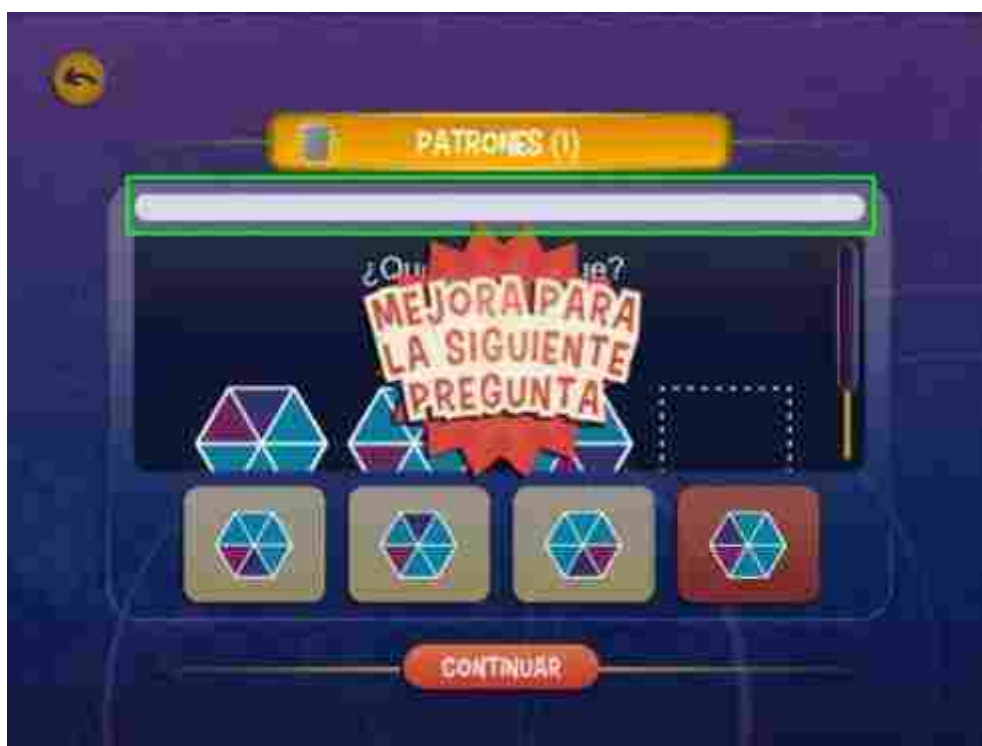 PATRONES (1)
¿Qu ue?
MEJORA PARA
LA SIGUIENTE
PREGUNTA
CONTINUAR